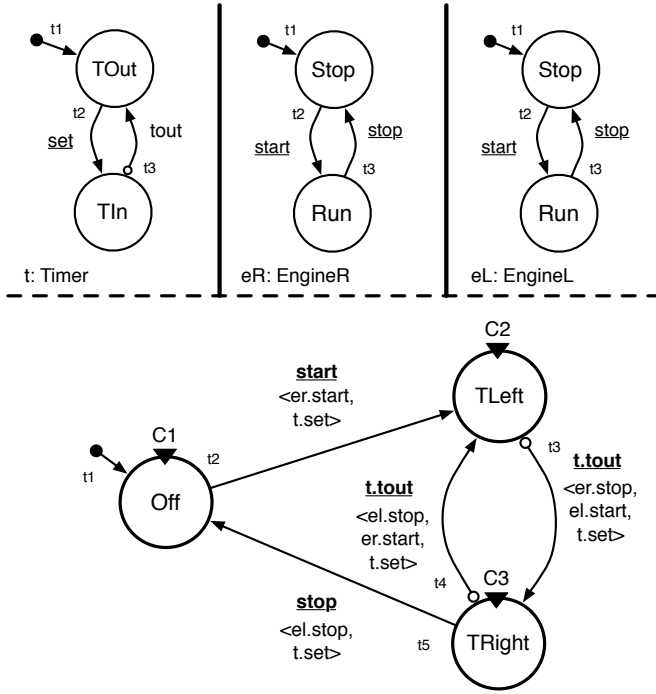 t1
TOut
t2
set
tout
t3
TIn
t: Timer
t1
Stop
t2
start
stop
t3
Run
eR: EngineR
t1
Stop
t2
start
stop
t3
Run
eL: EngineL
C2
TLeft
start
<er.start,
t.set>
C1
t1
t2
Off
t3
t.tout
<er.stop,
el.start,
t.set>
t.tout
<el.stop,
er.start,
t.set>
t4
C3
stop
<el.stop,
t.set>
t5
TRight